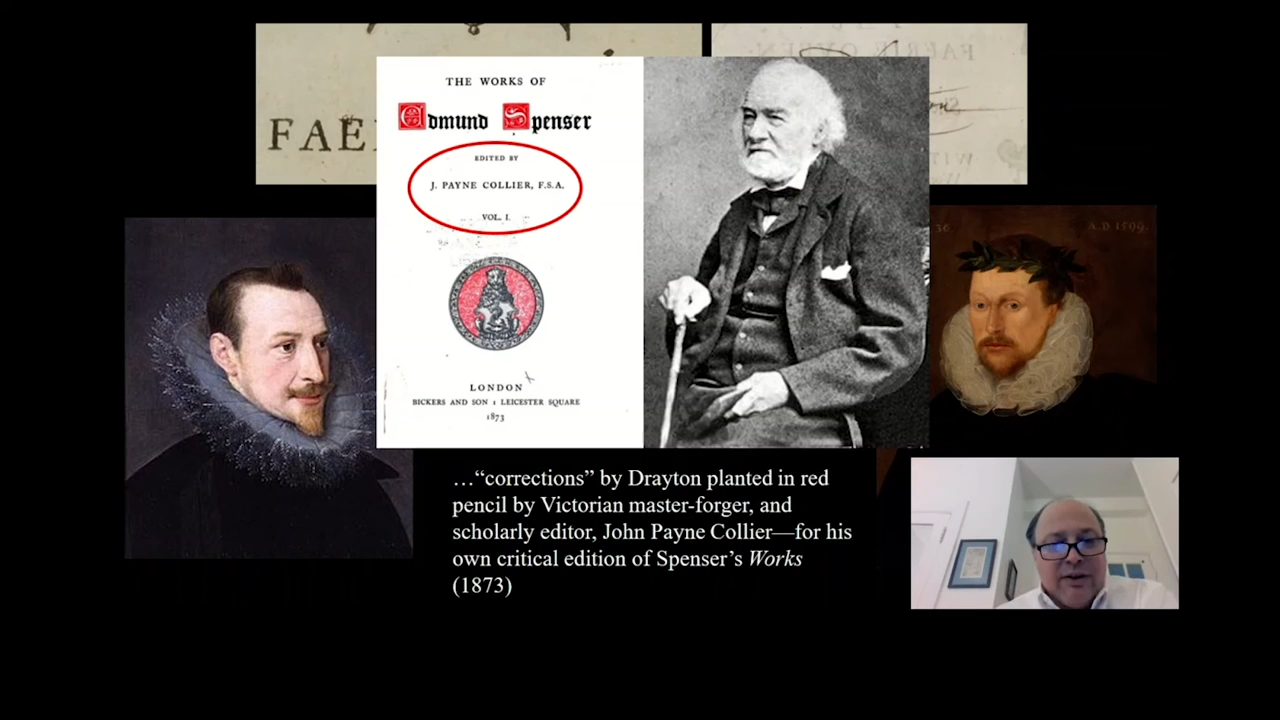 FAE
FAERIE QUEEN
THE WORKS OF
Edmund Spenser
EDITED BY
J. PAYNE COLLIER, F.S.A.
VOL. I.
LONDON
BICKERS AND SON 1 LEICESTER SQUARE
1873
A.D 1599.
…“corrections” by Drayton planted in red
pencil by Victorian master-forger, and
scholarly editor, John Payne Collier—for his
own critical edition of Spenser’s Works
(1873)